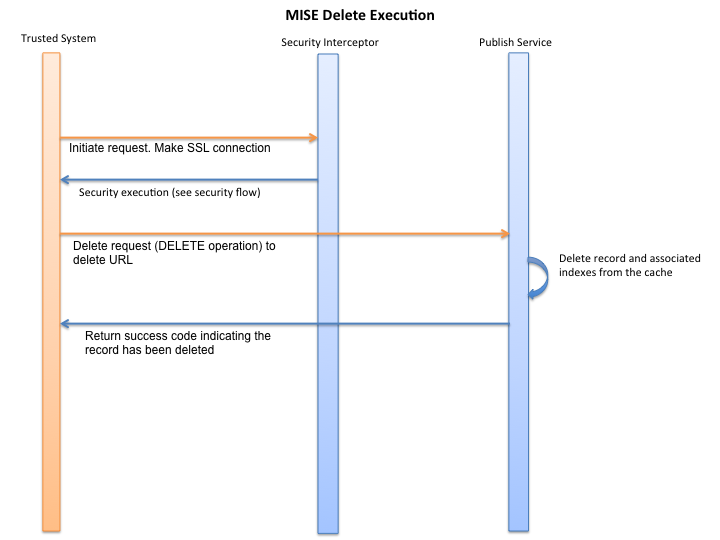 MISE Delete Execution
Trusted System
Security Interceptor
Publish Service
Initiate request. Make SSL connection
Security execution (see security flow)
Delete request (DELETE operation) to
delete URL
Delete record and associated
indexes from the cache
Return success code indicating the
record has been deleted